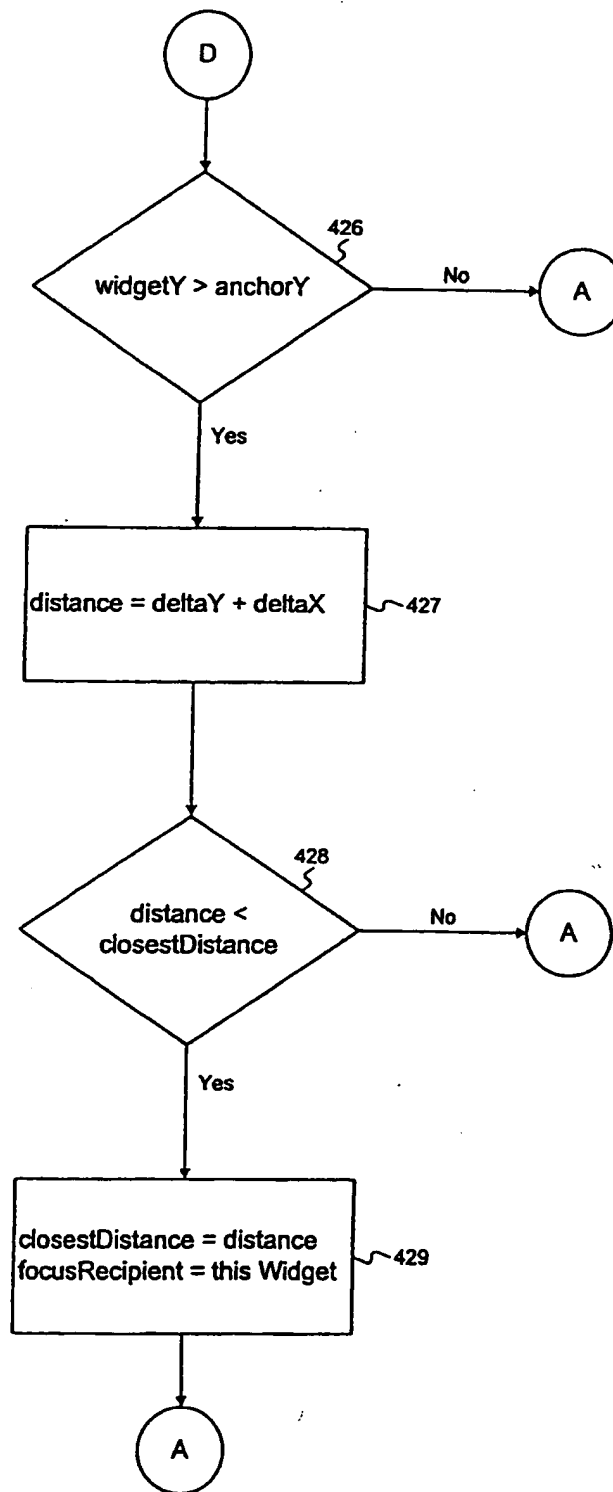 D
426
widgetY > anchorY
No
A
Yes
distance = deltaY + deltaX
427
428
distance <
closestDistance
No
A
Yes
closestDistance = distance
focusRecipient = this Widget
429
A